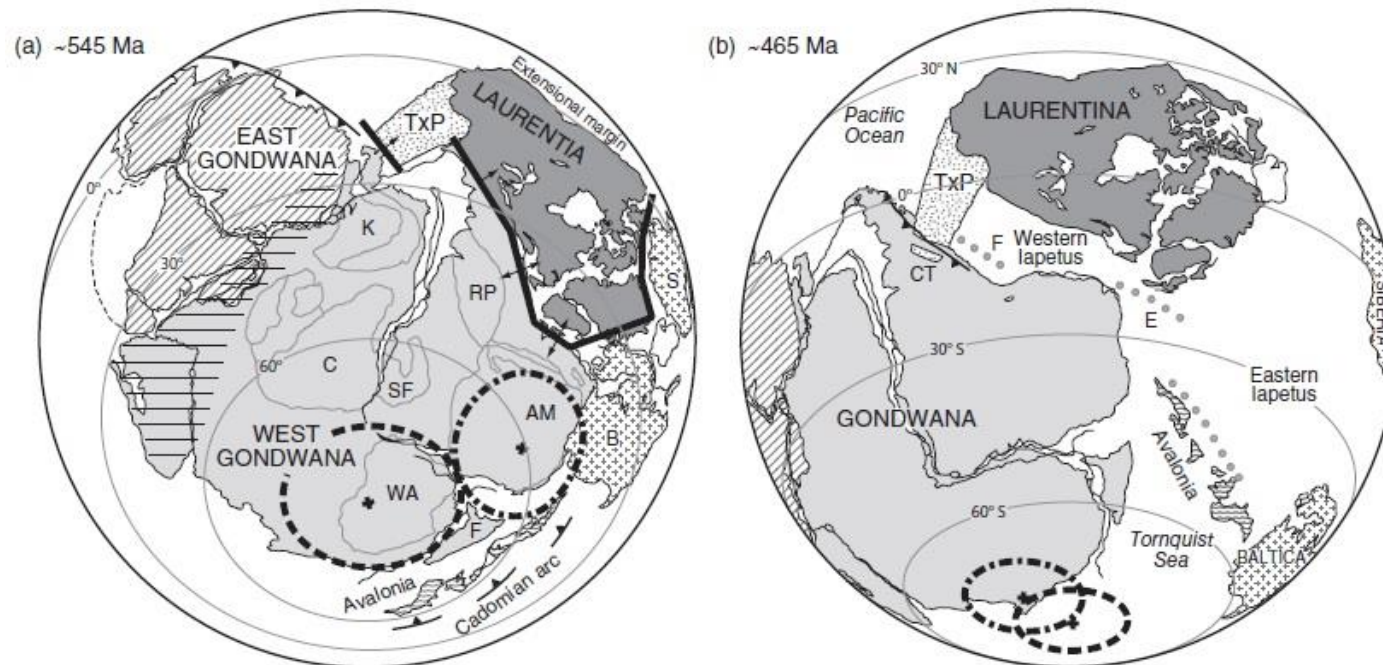 (a) ~545 Ma
Extensional margin
LAURENTIA
TxP
EAST
GONDWANA
0°
K
30°
RP
S
60°
C
SF
AM
B
WEST
GONDWANA
WA
F
Avalonia
Cadomian arc
(b) ~465 Ma
30° N
Pacific
Ocean
LAURENTINA
TxP
0°
F
Western
Iapetus
CT
E
SIBERIA
30° S
Eastern
Iapetus
GONDWANA
Avalonia
60° S
Tornquist
Sea
BALTICA